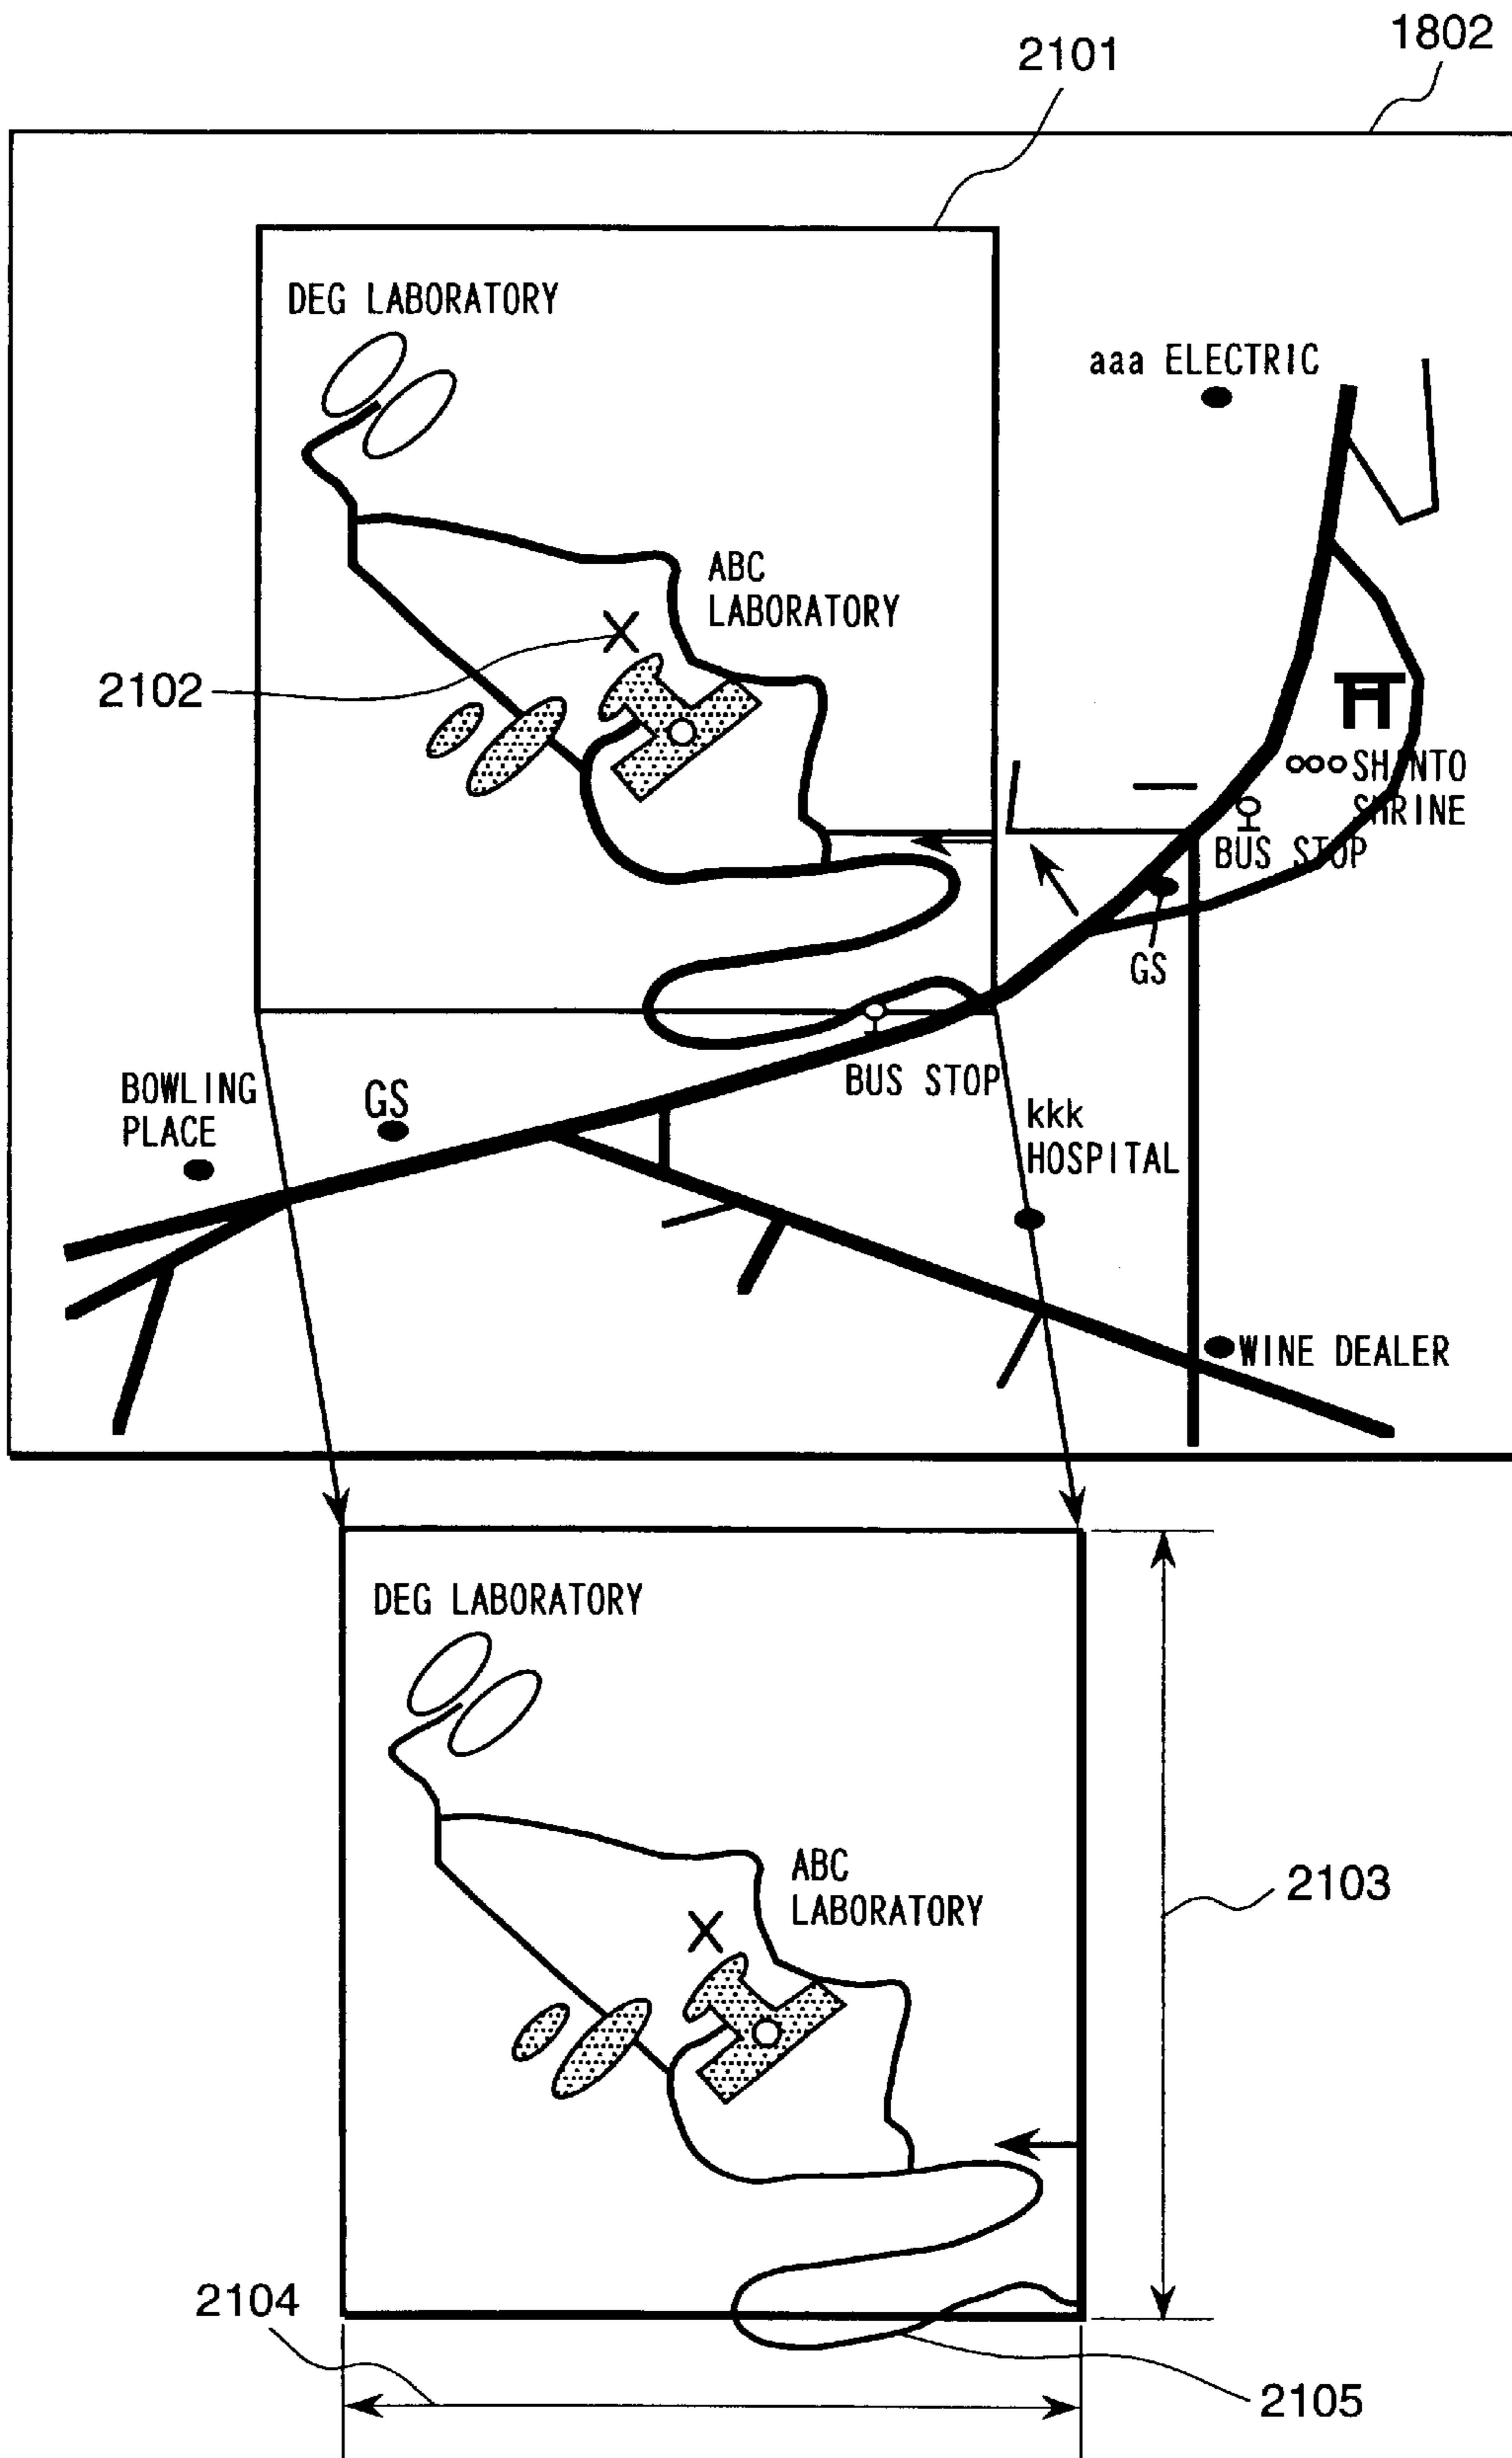 1802
2101
DEG LABORATORY
aaa ELECTRIC
ABC
LABORATORY
2102
SHINTO
SHRINE
BUS STOP
GS
BUS STOP
BOWLING
PLACE
GS
kkk
HOSPITAL
WINE DEALER
DEG LABORATORY
ABC
LABORATORY
2103
2104
2105